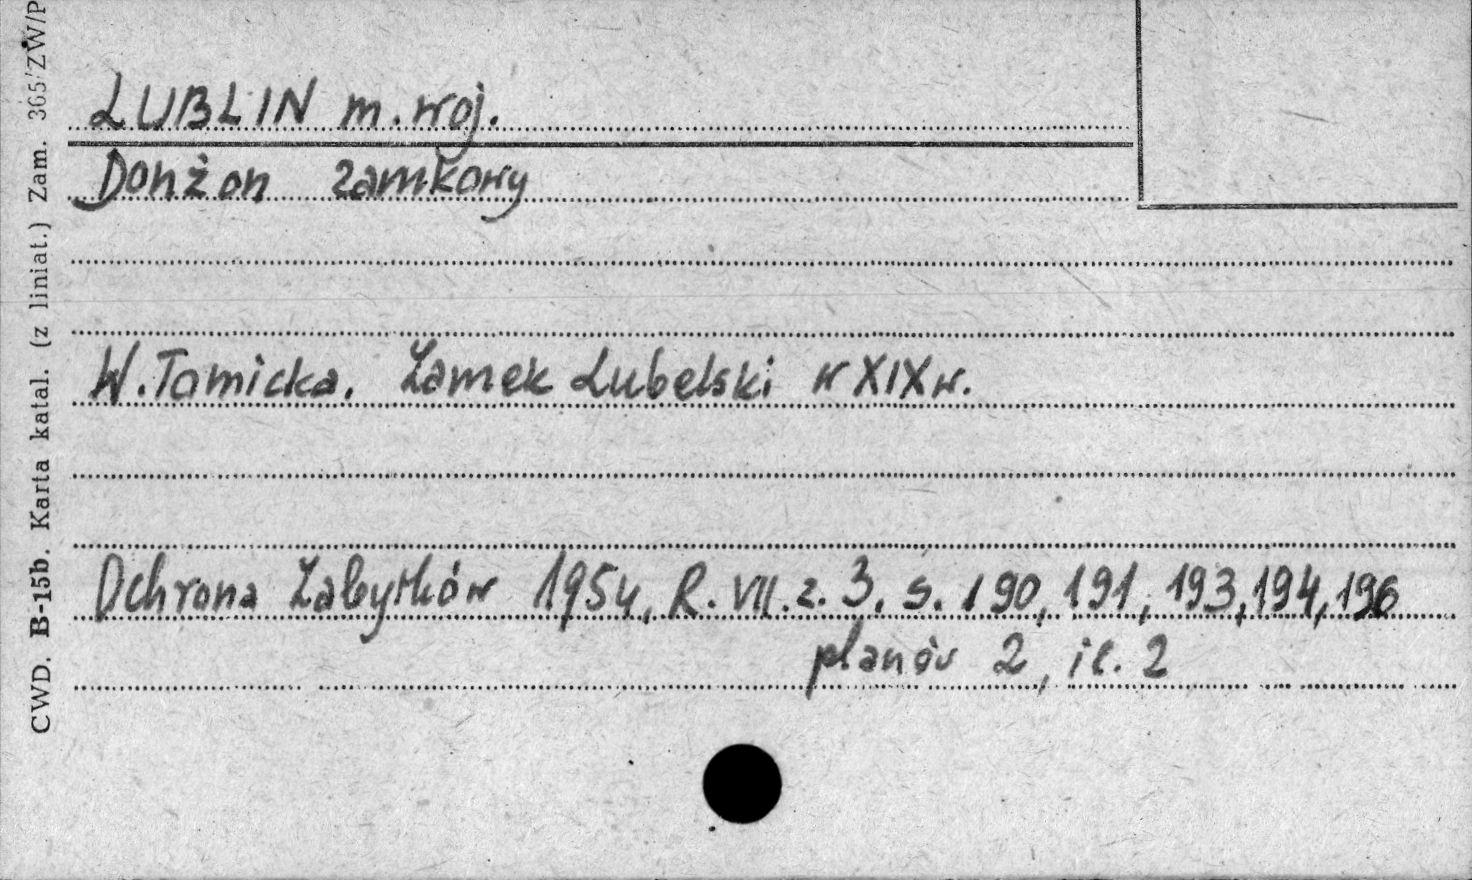 LUBLIN m. woj.
Donżon zamkowy
W. Tomicka. Zamek Lubelski w XIX w.
Ochrona Zabytków 1954, R. VII. z. 3. s. 190, 191, 193, 194, 196
planów 2, il. 2
CWD. B-15b. Karta katal. (z liniat.) Zam. 365/ZW/P